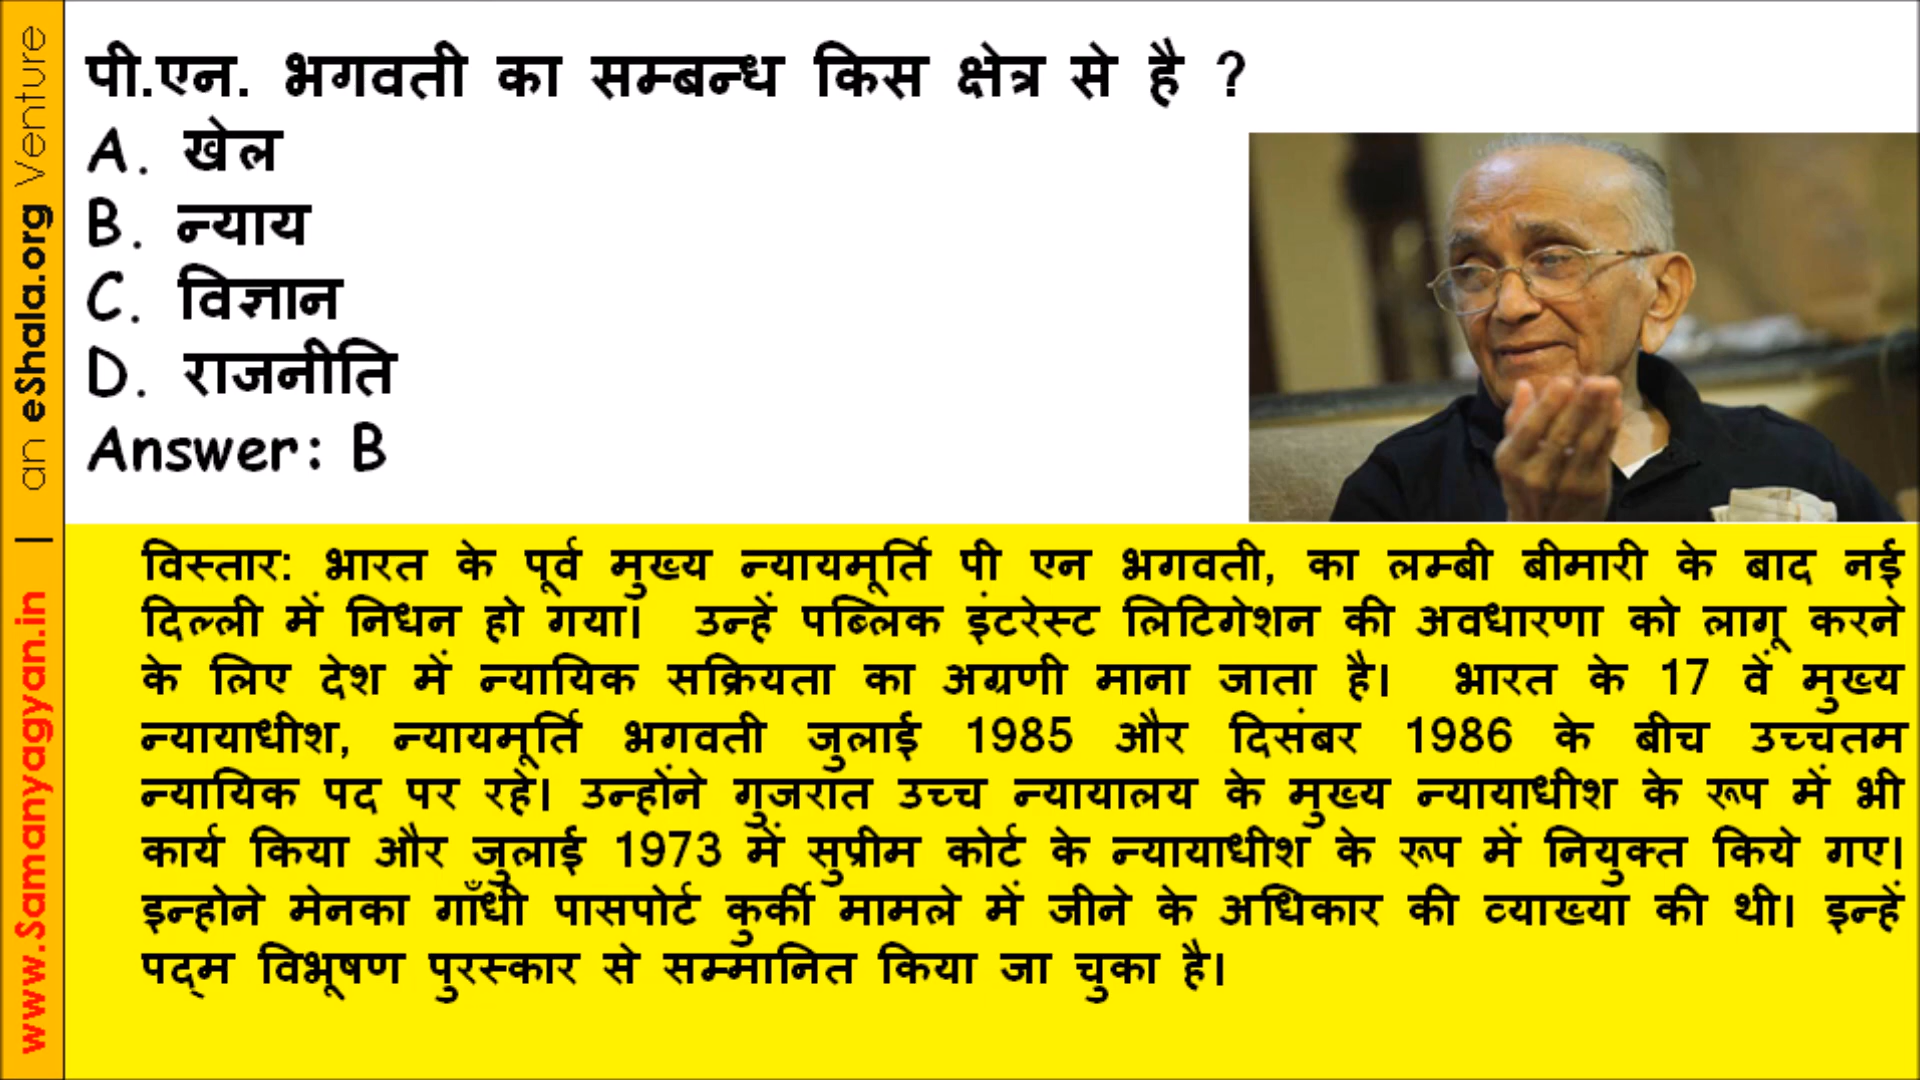 पी.एन. भगवती का सम्बन्ध किस क्षेत्र से है ?
A. खेल
B. न्याय
C. विज्ञान
D. राजनीति
Answer: B
विस्तार: भारत के पूर्व मुख्य न्यायमूर्ति पी एन भगवती, का लम्बी बीमारी के बाद नई
दिल्ली में निधन हो गया। उन्हें पब्लिक इंटरेस्ट लिटिगेशन की अवधारणा को लागू करने
के लिए देश में न्यायिक सक्रियता का अग्रणी माना जाता है। भारत के 17 वें मुख्य
न्यायाधीश, न्यायमूर्ति भगवती जुलाई 1985 और दिसंबर 1986 के बीच उच्चतम
न्यायिक पद पर रहे। उन्होंने गुजरात उच्च न्यायालय के मुख्य न्यायाधीश के रूप में भी
कार्य किया और जुलाई 1973 में सुप्रीम कोर्ट के न्यायाधीश के रूप में नियुक्त किये गए।
इन्होने मेनका गाँधी पासपोर्ट कुर्की मामले में जीने के अधिकार की व्याख्या की थी। इन्हें
पद्म विभूषण पुरस्कार से सम्मानित किया जा चुका है।
www.Samanyagyan.in | an eShala.org Venture